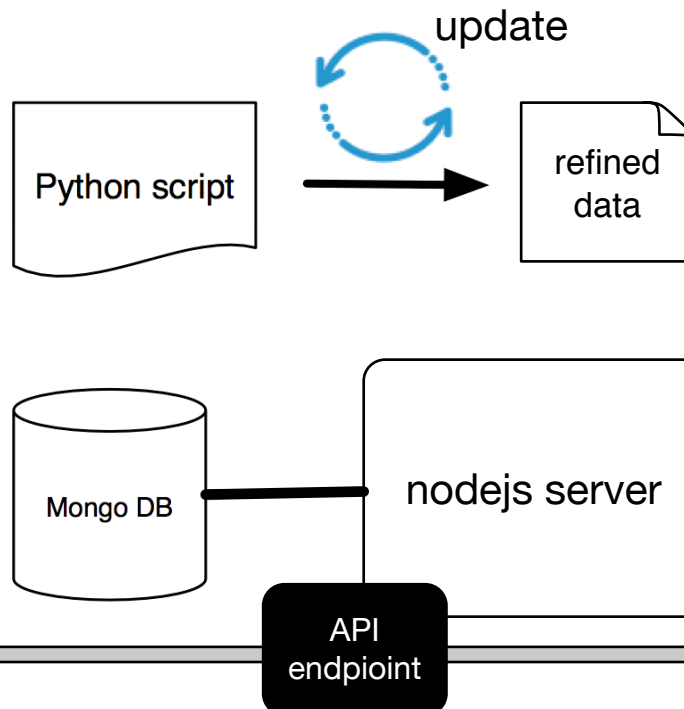 update
Python script
refined
data
Mongo DB
nodejs server
API
endpioint